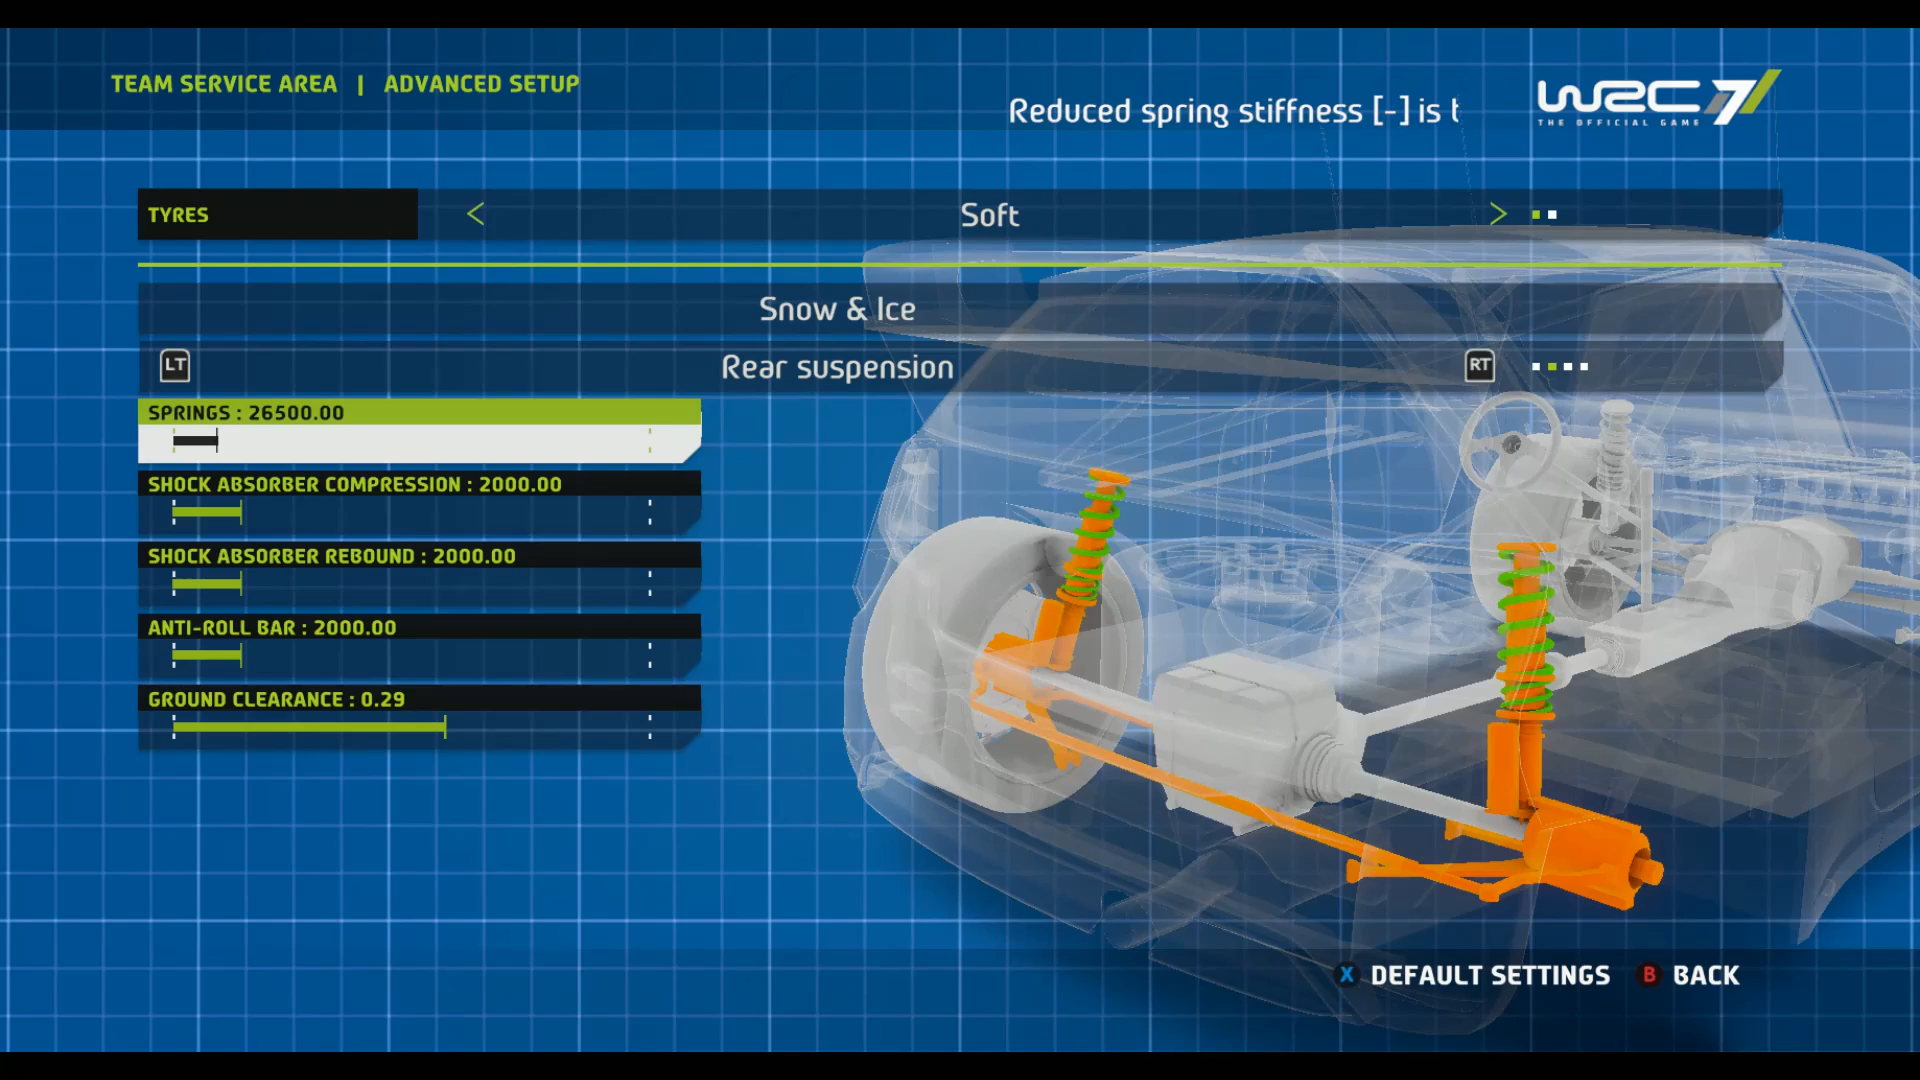 TEAM SERVICE AREA | ADVANCED SETUP
Reduced spring stiffness [-] is t
WRC 7
THE OFFICIAL GAME
TYRES
< Soft >
Snow & Ice
LT Rear suspension RT
SPRINGS : 26500.00
SHOCK ABSORBER COMPRESSION : 2000.00
SHOCK ABSORBER REBOUND : 2000.00
ANTI-ROLL BAR : 2000.00
GROUND CLEARANCE : 0.29
X DEFAULT SETTINGS B BACK